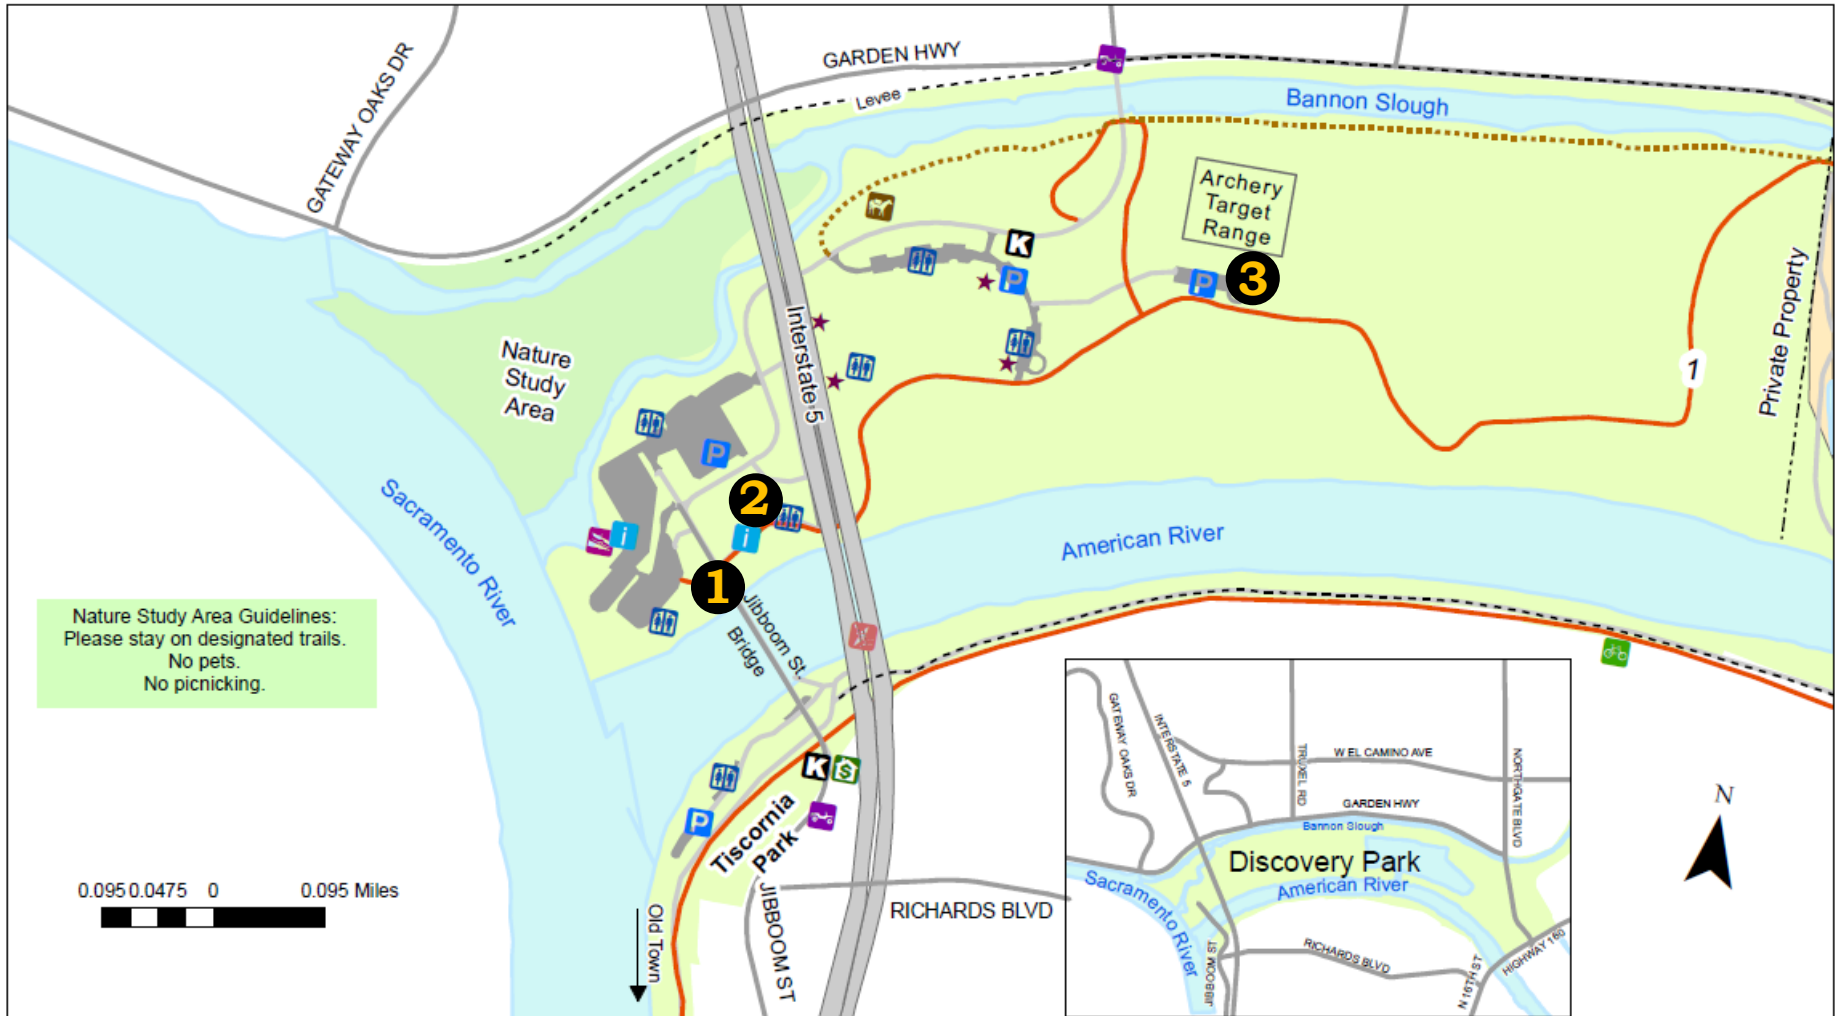 GATEWAY OAKS DR
GARDEN HWY
Levee
Bannon Slough
Archery
Target
Range
K
P
P
3
Interstate 5
Nature
Study
Area
1
Private Property
P
2
i
i
1
Sacramento River
American River
Jibboom St.
Bridge
Nature Study Area Guidelines:
Please stay on designated trails.
No pets.
No picnicking.
K
$
P
Tiscornia
Park
JIBBOOM ST
RICHARDS BLVD
Old Town
0.095 0.0475 0 0.095 Miles
GATEWAY OAKS DR
INTERSTATE 5
TRUXEL RD
W EL CAMINO AVE
NORTHGATE BLVD
GARDEN HWY
Bannon Slough
Discovery Park
American River
Sacramento River
JIBBOOM ST
RICHARDS BLVD
N 16TH ST
HIGHWAY 160
N